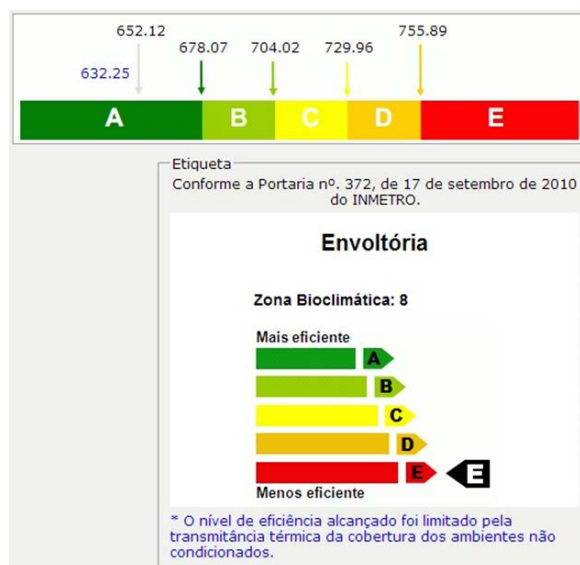 652.12
755.89
678.07
704.02
729.96
632.25
A
B
C
D
E
Etiqueta
Conforme a Portaria nº. 372, de 17 de setembro de 2010
do INMETRO.
Envoltória
Zona Bioclimática: 8
Mais eficiente
A
B
C
D
E
E
Menos eficiente
* O nível de eficiência alcançado foi limitado pela
transmitância térmica da cobertura dos ambientes não
condicionados.